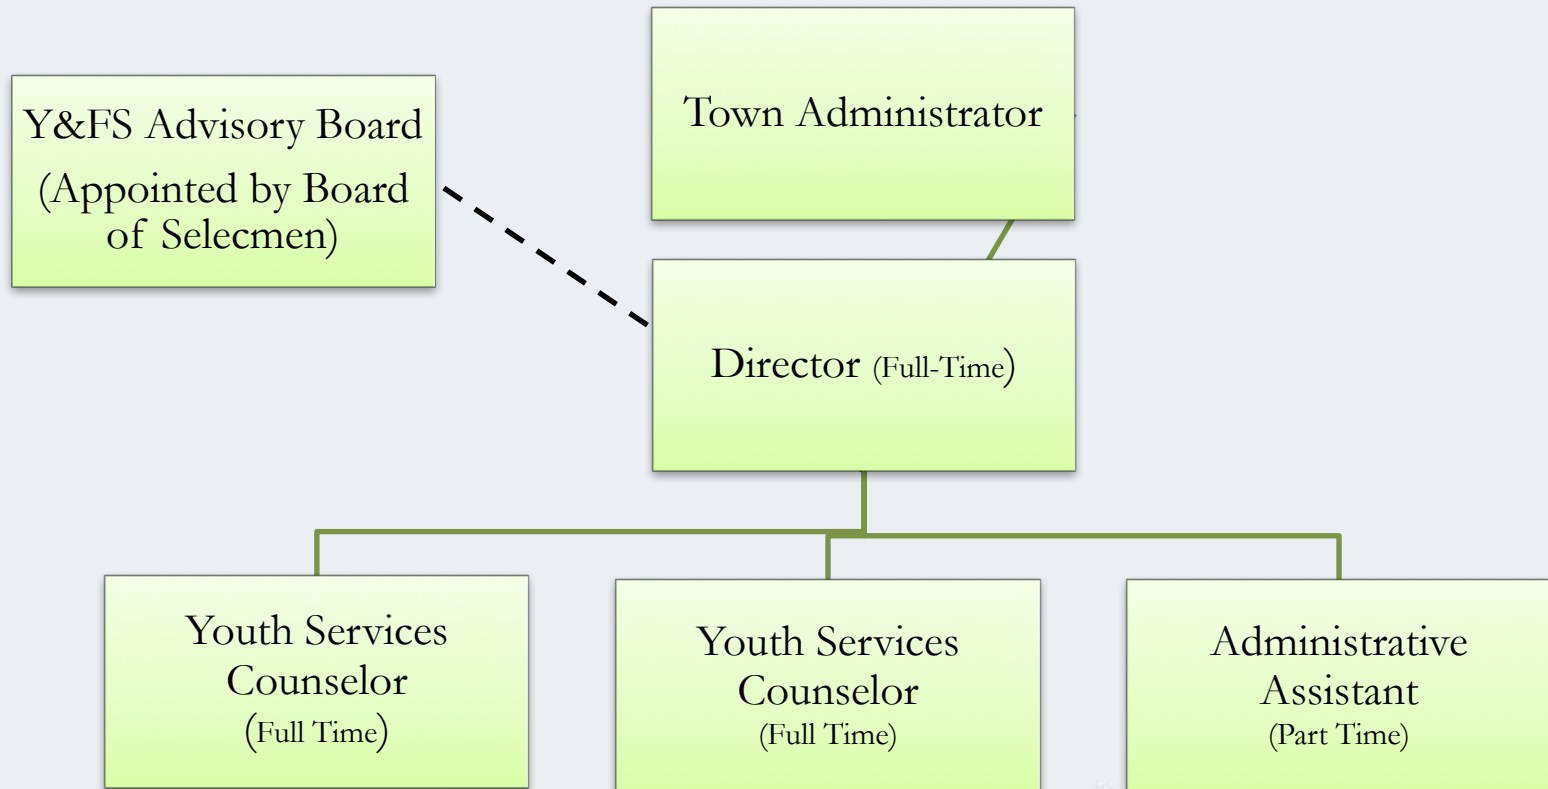 Town Administrator
Y&FS Advisory Board
(Appointed by Board
of Selecmen)
Director (Full-Time)
Youth Services
Counselor
(Full Time)
Youth Services
Counselor
(Full Time)
Administrative
Assistant
(Part Time)